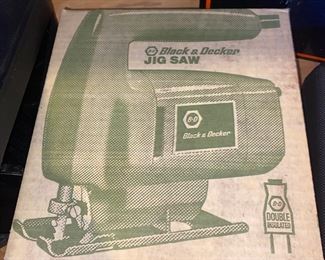 B-D Black & Decker
JIG SAW
B-D
Black & Decker
B-D
DOUBLE
INSULATED